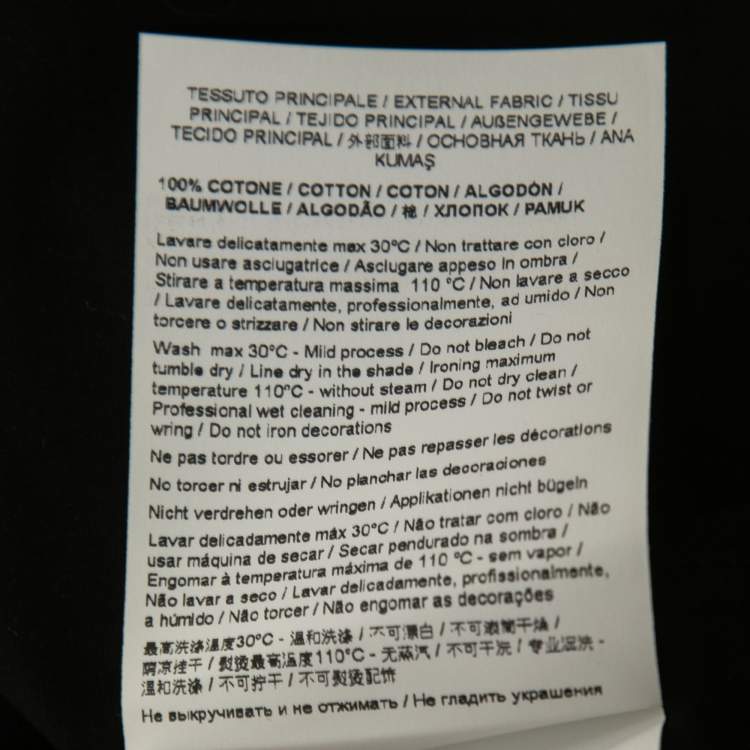 TESSUTO PRINCIPALE / EXTERNAL FABRIC / TISSU
PRINCIPAL / TEJIDO PRINCIPAL / AUßENGEWEBE /
TECIDO PRINCIPAL / 外部面料 / ОСНОВНАЯ ТКАНЬ / ANA
KUMAŞ
100% COTONE / COTTON / COTON / ALGODÓN /
BAUMWOLLE / ALGODÃO / 棉 / ХЛОПОК / PAMUK
Lavare delicatamente max 30°C / Non trattare con cloro /
Non usare asciugatrice / Asciugare appeso in ombra /
Stirare a temperatura massima 110 °C / Non lavare a secco
/ Lavare delicatamente, professionalmente, ad umido / Non
torcere o strizzare / Non stirare le decorazioni
Wash max 30°C - Mild process / Do not bleach / Do not
tumble dry / Line dry in the shade / Ironing maximum
temperature 110°C - without steam / Do not dry clean /
Professional wet cleaning - mild process / Do not twist or
wring / Do not iron decorations
Ne pas tordre ou essorer / Ne pas repasser les décorations
No torcer ni estrujar / No planchar las decoraciones
Nicht verdrehen oder wringen / Applikationen nicht bügeln
Lavar delicadamente máx 30°C / Não tratar com cloro / Não
usar máquina de secar / Secar pendurado na sombra /
Engomar à temperatura máxima de 110 °C - sem vapor /
Não lavar a seco / Lavar delicadamente, profissionalmente,
a húmido / Não torcer / Não engomar as decorações
最高洗涤温度30°C - 温和洗涤 / 不可漂白 / 不可滚筒干燥 /
阴凉挂干 / 熨烫最高温度110°C - 无蒸汽 / 不可干洗 / 专业湿洗 -
温和洗涤 / 不可拧干 / 不可熨烫配饰
Не выкручивать и не отжимать / Не гладить украшения